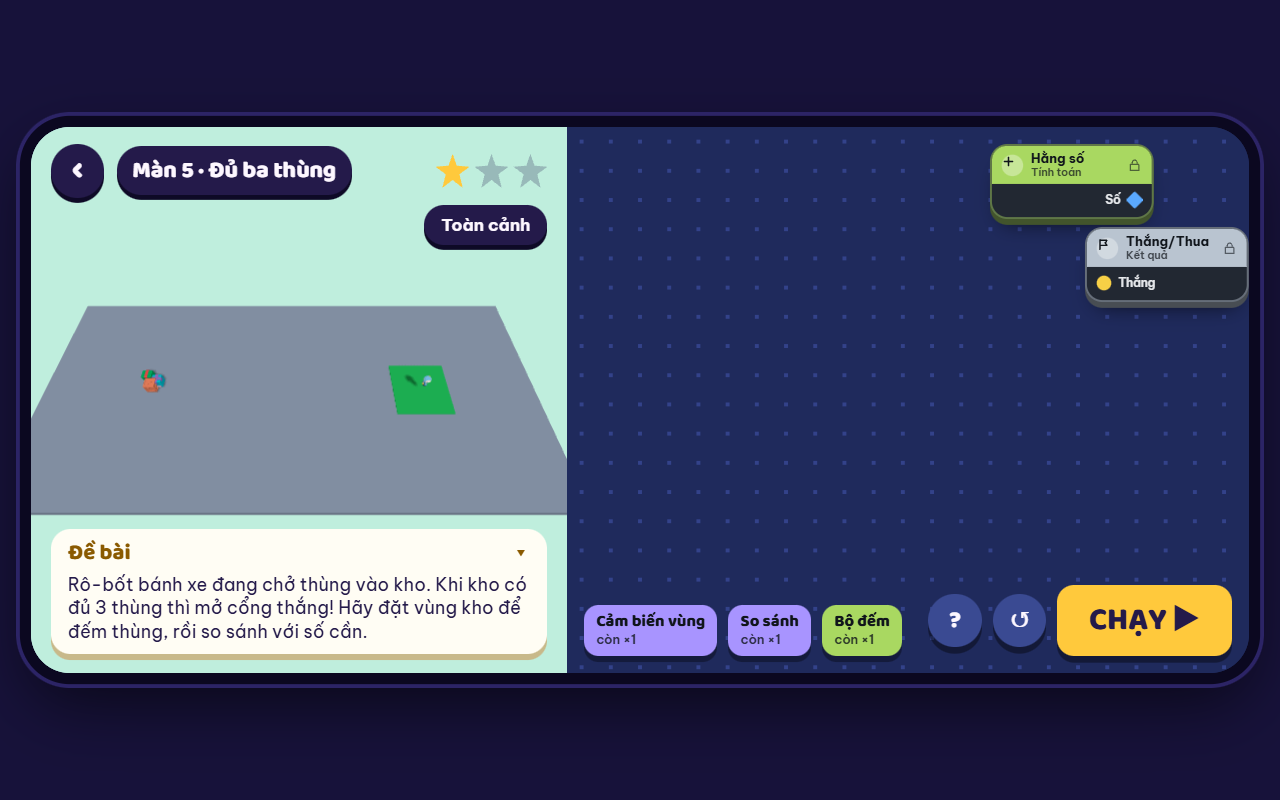 Màn 5 • Đủ ba thùng
Toàn cảnh
Đề bài
Rô-bốt bánh xe đang chở thùng vào kho. Khi kho có
đủ 3 thùng thì mở cổng thắng! Hãy đặt vùng kho để
đếm thùng, rồi so sánh với số cần.
Hằng số
Tính toán
Số
Thắng/Thua
Kết quả
Thắng
Cảm biến vùng
còn ×1
So sánh
còn ×1
Bộ đếm
còn ×1
?
CHẠY